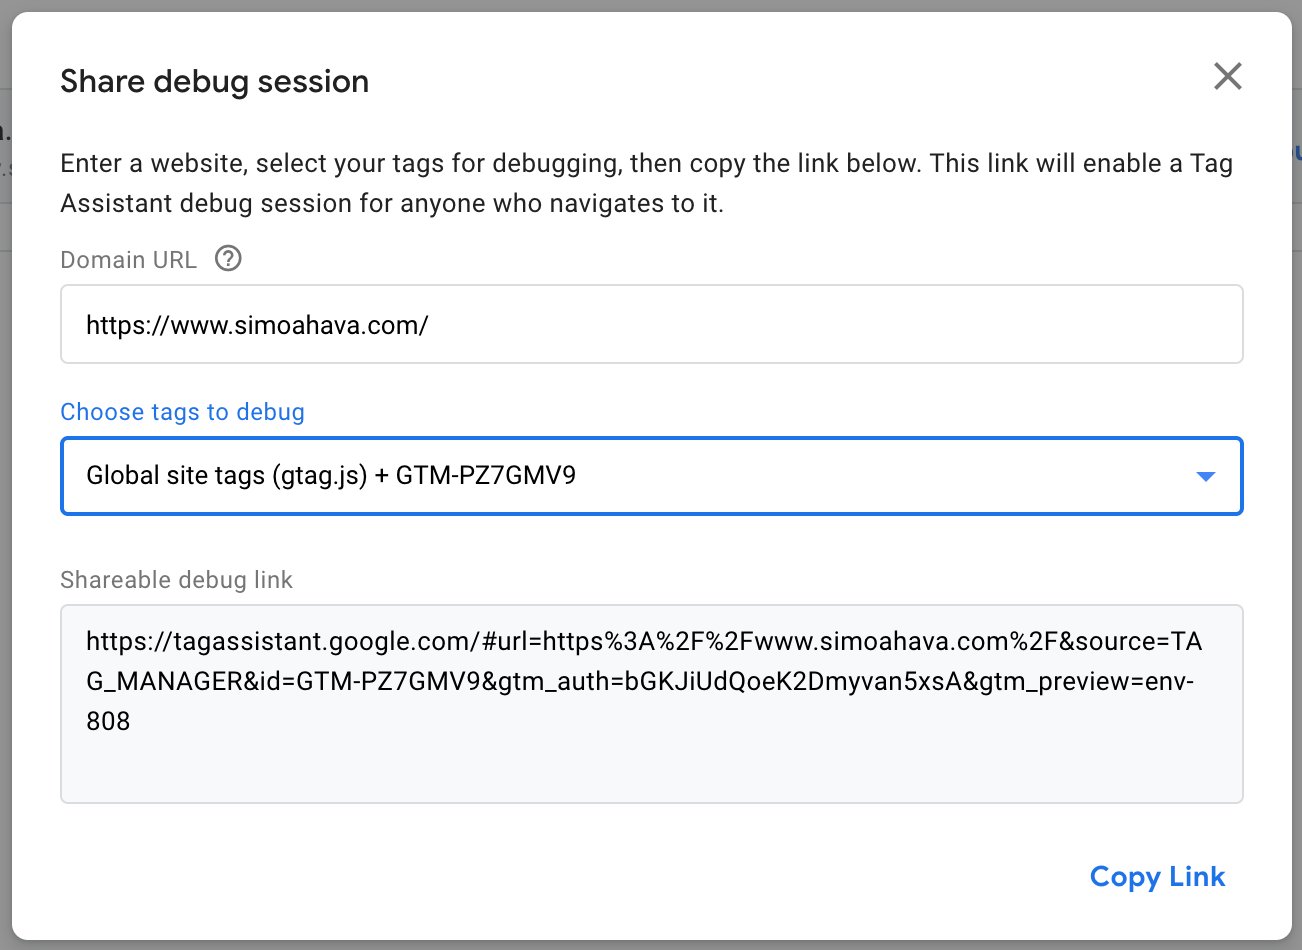 Share debug session
Enter a website, select your tags for debugging, then copy the link below. This link will enable a Tag
Assistant debug session for anyone who navigates to it.
Domain URL
https://www.simoahava.com/
Choose tags to debug
Global site tags (gtag.js) + GTM-PZ7GMV9
Shareable debug link
https://tagassistant.google.com/#url=https%3A%2F%2Fwww.simoahava.com%2F&source=TA
G_MANAGER&id=GTM-PZ7GMV9&gtm_auth=bGKJiUdQoeK2Dmyvan5xsA&gtm_preview=env-
808
Copy Link